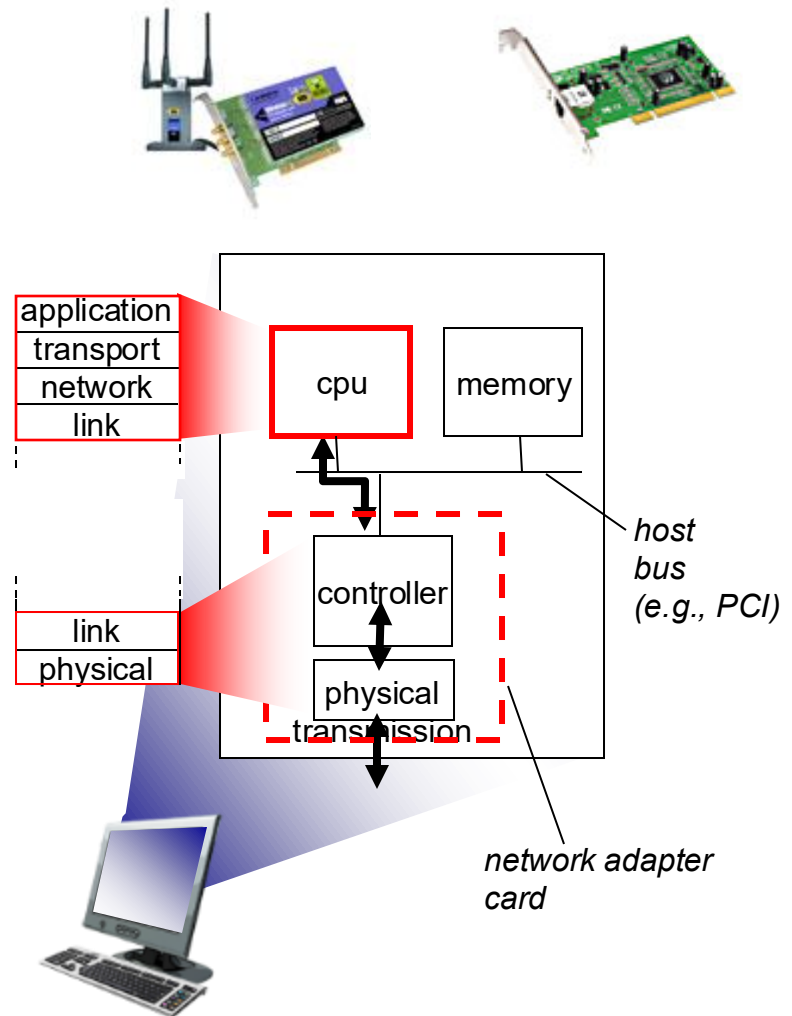 application
transport
network
link
cpu
memory
host
bus
(e.g., PCI)
controller
link
physical
physical
transmission
network adapter
card